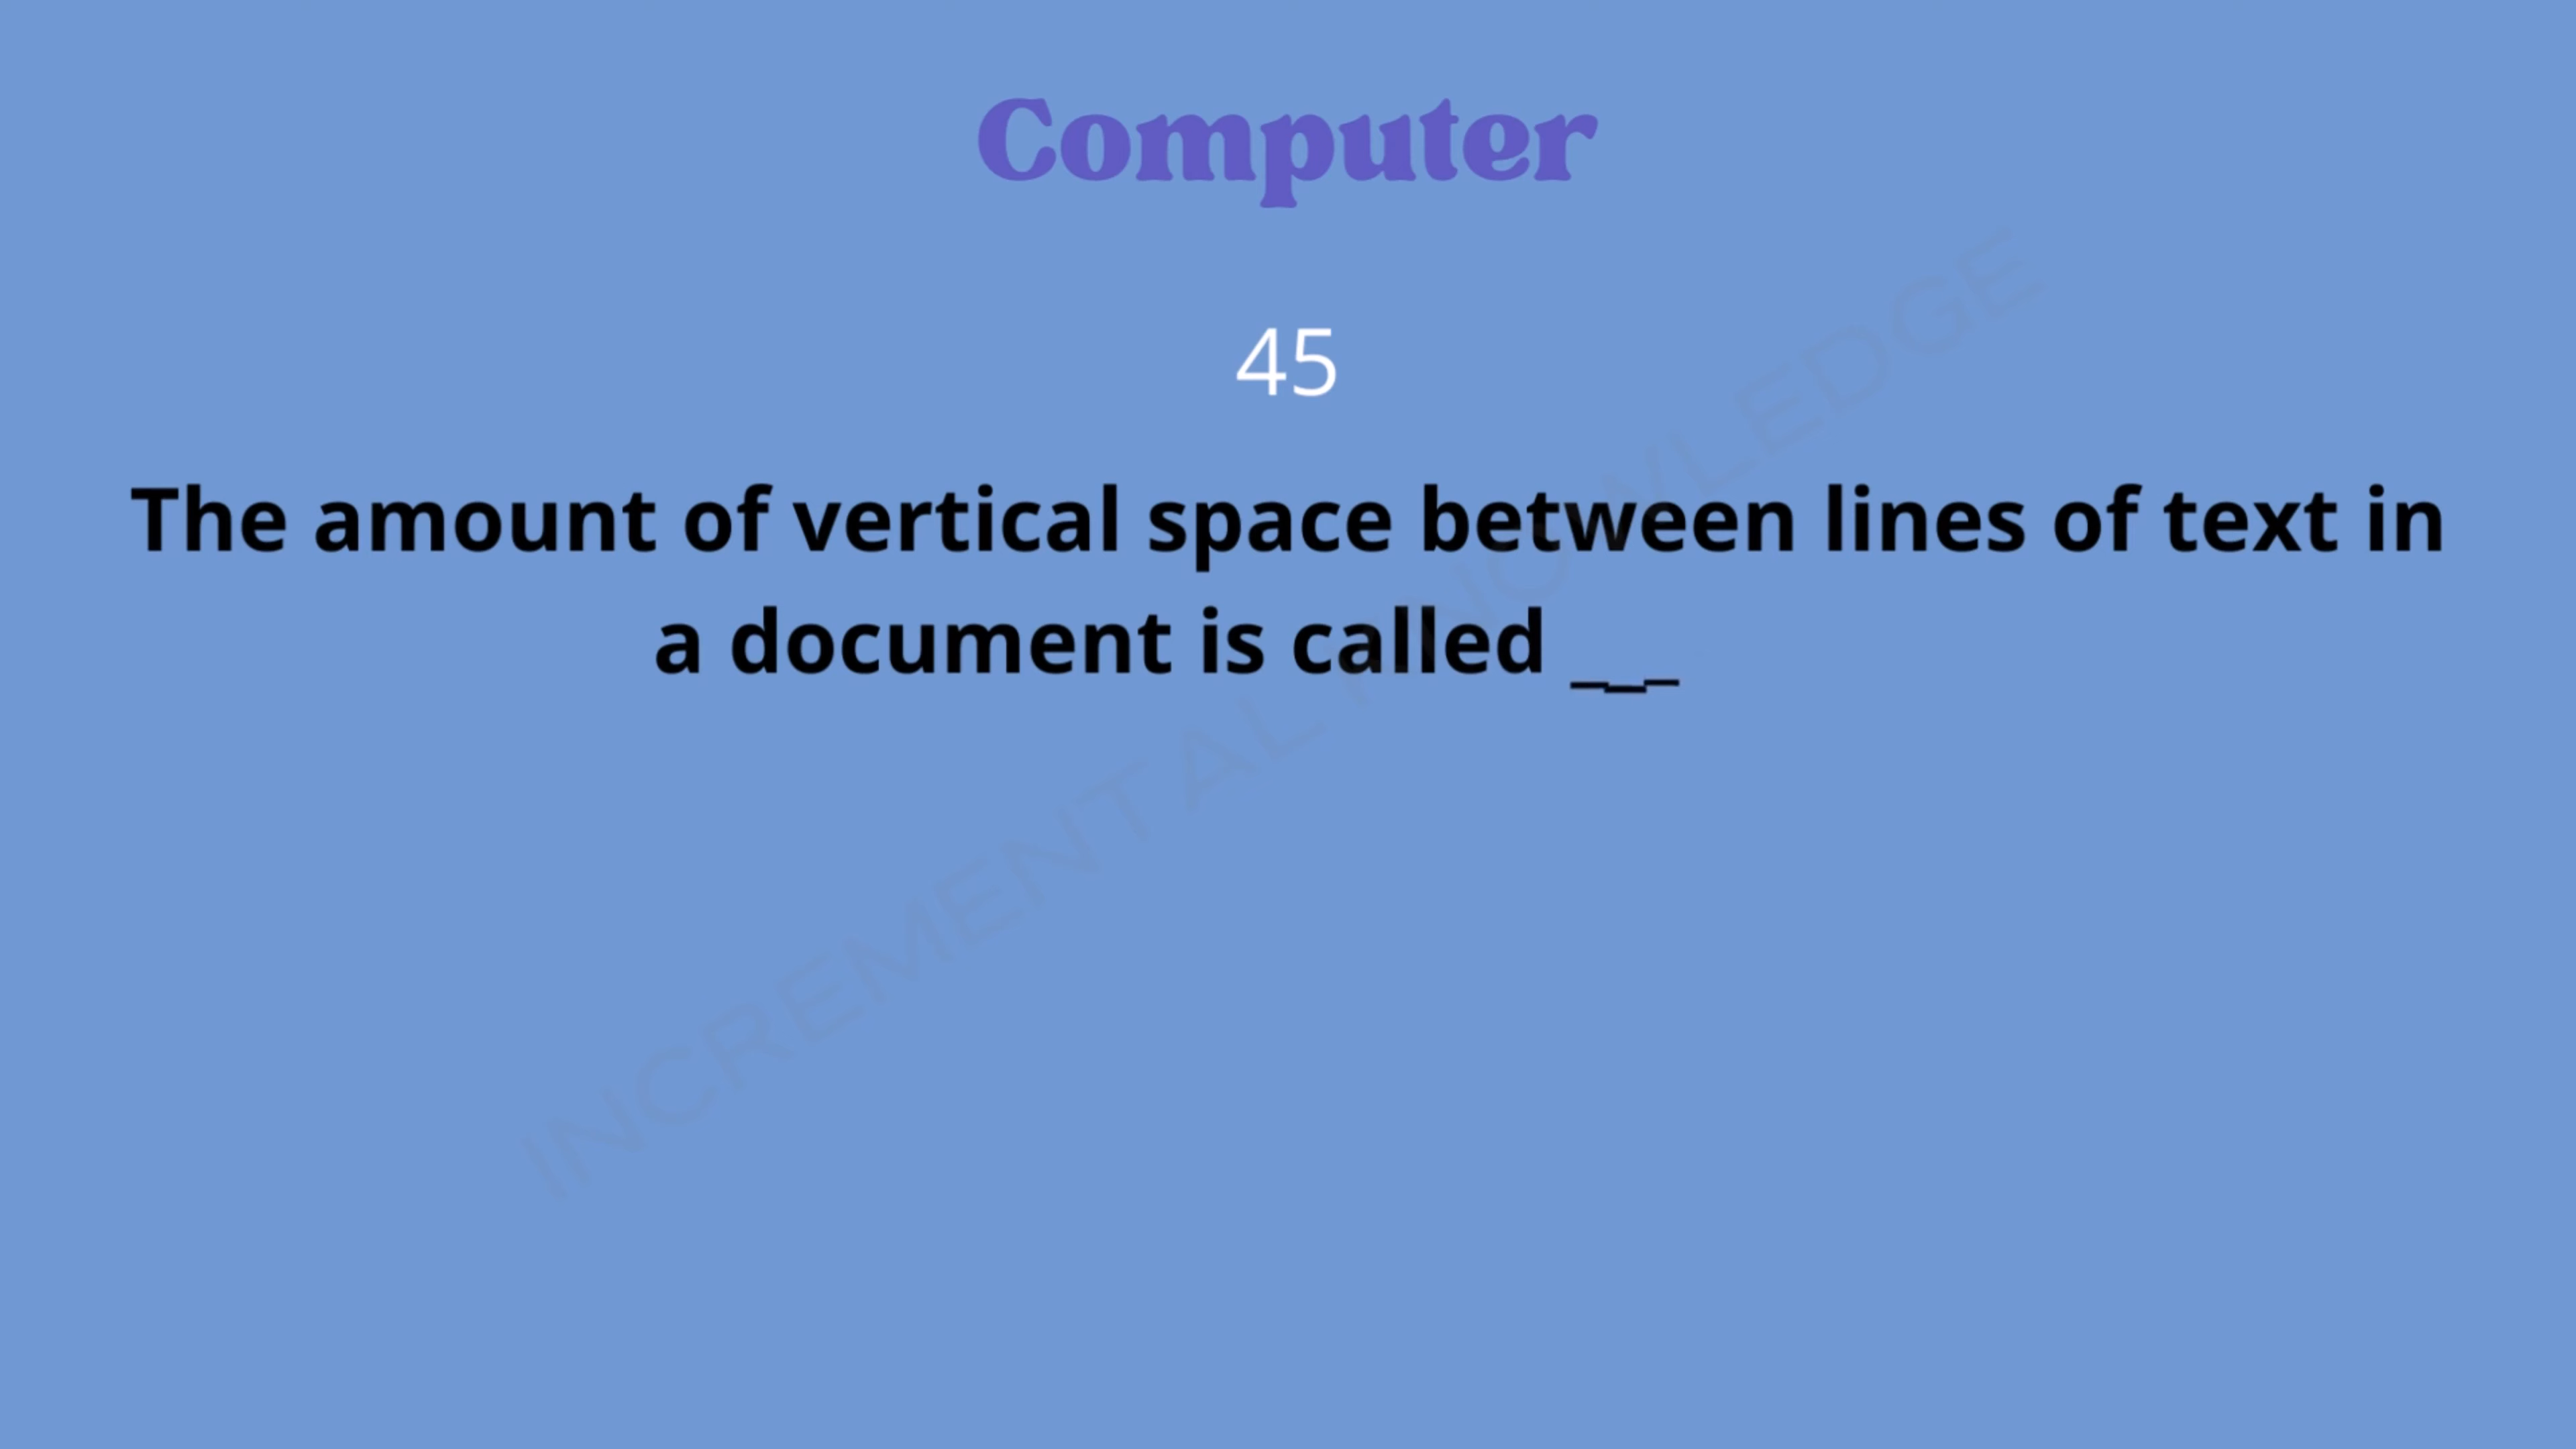 Computer
45
The amount of vertical space between lines of text in
a document is called ___
INCREMENTAL KNOWLEDGE